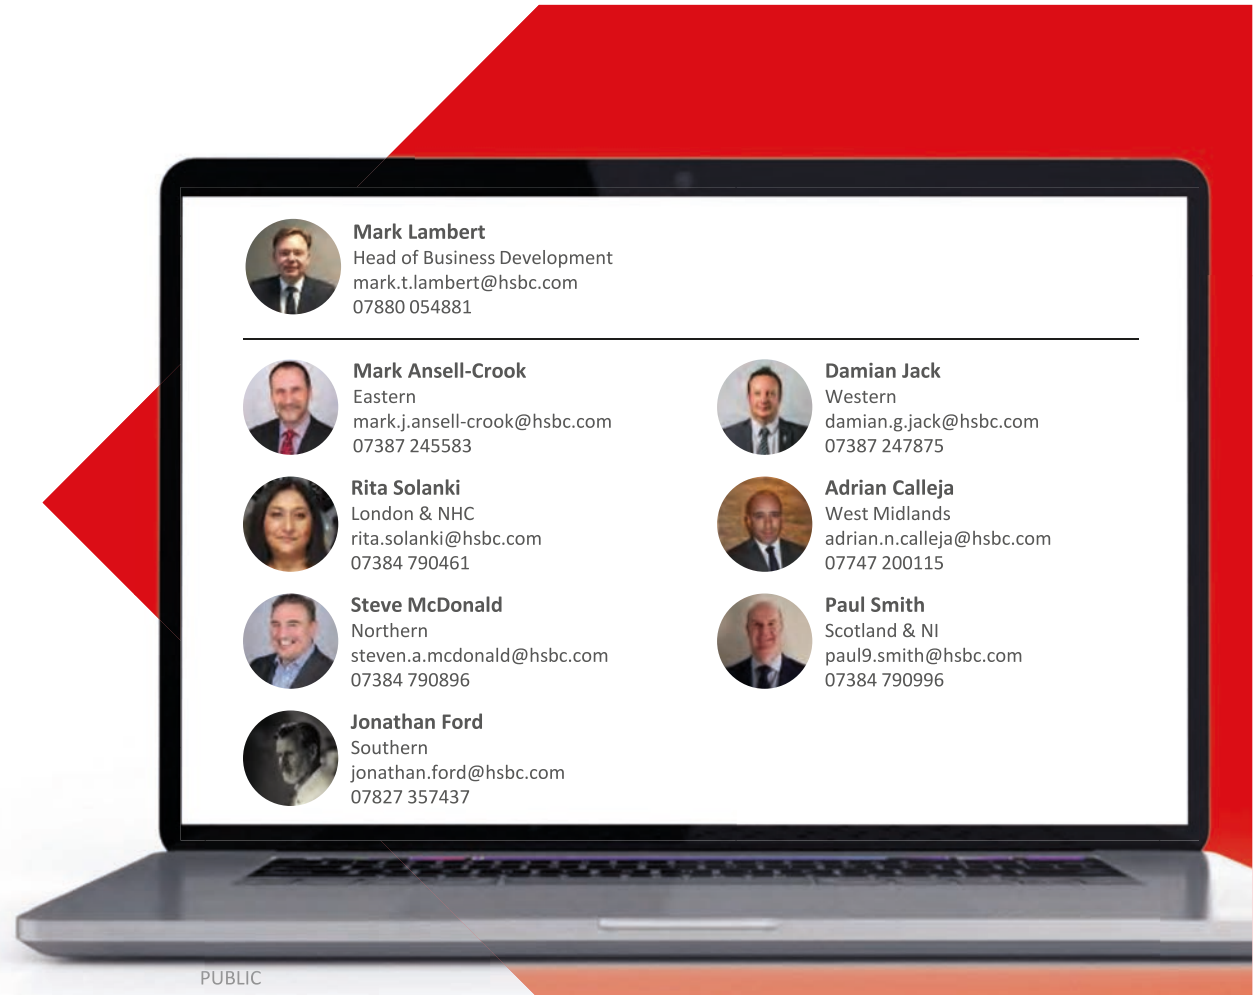 Mark Lambert
Head of Business Development
mark.t.lambert@hsbc.com
07880 054881
Mark Ansell-Crook
Eastern
mark.j.ansell-crook@hsbc.com
07387 245583
Rita Solanki
London & NHC
rita.solanki@hsbc.com
07384 790461
Steve McDonald
Northern
steven.a.mcdonald@hsbc.com
07384 790896
Jonathan Ford
Southern
jonathan.ford@hsbc.com
07827 357437
Damian Jack
Western
damian.g.jack@hsbc.com
07387 247875
Adrian Calleja
West Midlands
adrian.n.calleja@hsbc.com
07747 200115
Paul Smith
Scotland & NI
paul9.smith@hsbc.com
07384 790996
PUBLIC